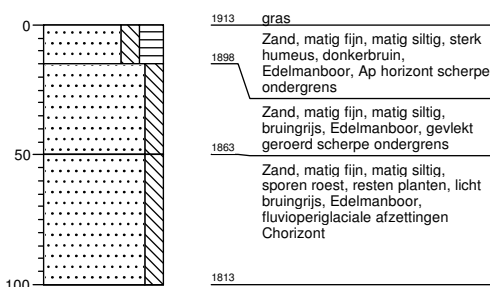 0
1913 gras
Zand, matig fijn, matig siltig, sterk
humeus, donkerbruin,
1898
Edelmanboor, Ap horizont scherpe
ondergrens
Zand, matig fijn, matig siltig,
bruingrijs, Edelmanboor, gevlekt
geroerd scherpe ondergrens
50
1863
Zand, matig fijn, matig siltig,
sporen roest, resten planten, licht
bruingrijs, Edelmanboor,
fluvioperiglaciale afzettingen
Chorizont
100
1813